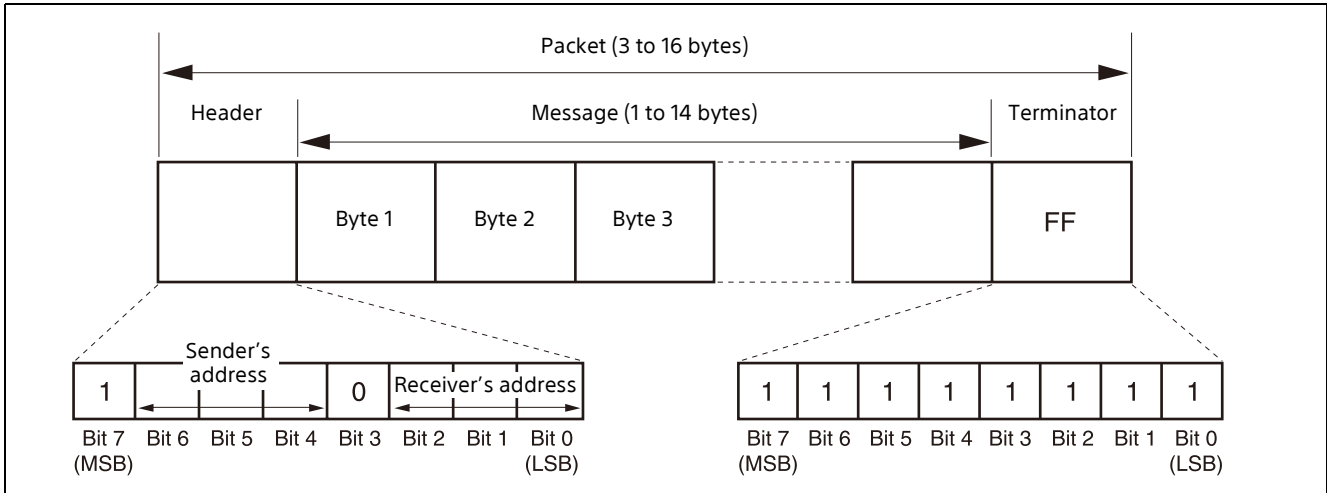 Packet (3 to 16 bytes)
Header
Message (1 to 14 bytes)
Terminator
Byte 1
Byte 2
Byte 3
FF
1
Sender's
address
0
Receiver's address
Bit 7
(MSB)
Bit 6
Bit 5
Bit 4
Bit 3
Bit 2
Bit 1
Bit 0
(LSB)
1 1 1 1 1 1 1 1
Bit 7
(MSB)
Bit 6
Bit 5
Bit 4
Bit 3
Bit 2
Bit 1
Bit 0
(LSB)